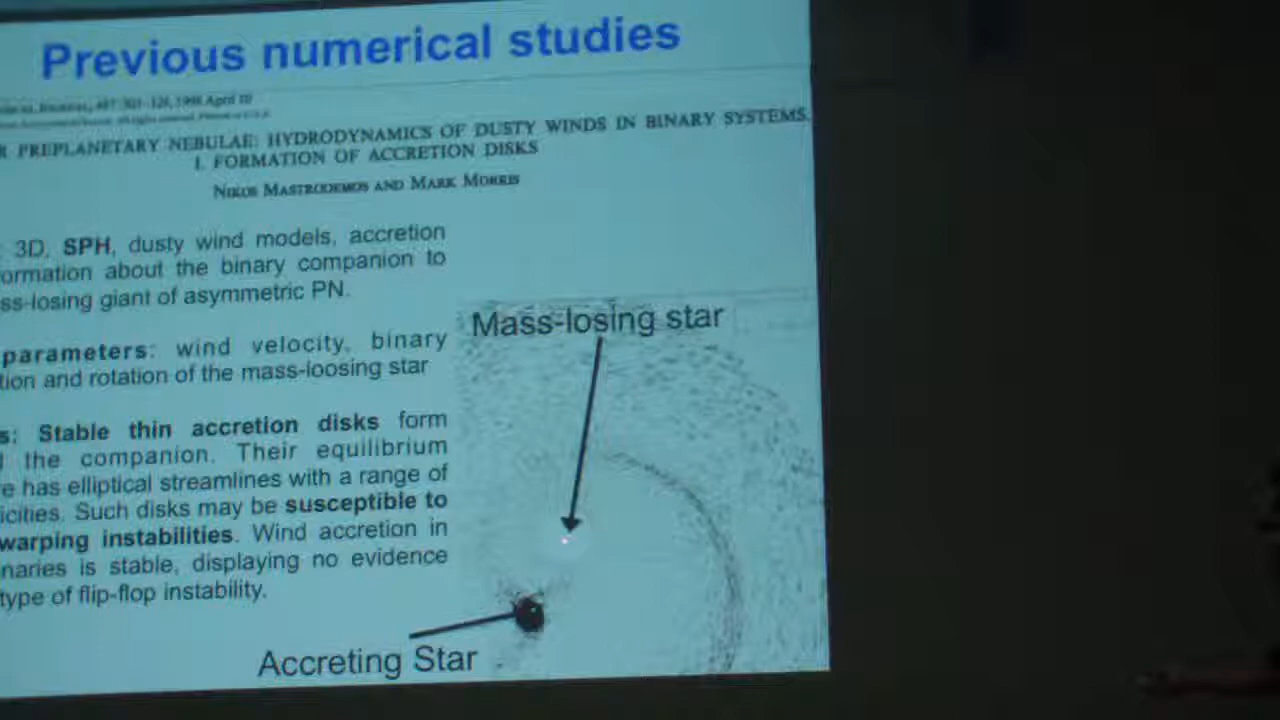 Previous numerical studies
1998 April 10
PREPLANETARY NEBULAE: HYDRODYNAMICS OF DUSTY WINDS IN BINARY SYSTEMS.
I. FORMATION OF ACCRETION DISKS
NIKOS MASTRODEMOS AND MARK MORRIS
3D, SPH, dusty wind models, accretion
ormation about the binary companion to
ss-losing giant of asymmetric PN.
parameters: wind velocity, binary
tion and rotation of the mass-loosing star
s: Stable thin accretion disks form
the companion. Their equilibrium
e has elliptical streamlines with a range of
icities. Such disks may be susceptible to
warping instabilities. Wind accretion in
naries is stable, displaying no evidence
type of flip-flop instability.
Mass-losing star
Accreting Star